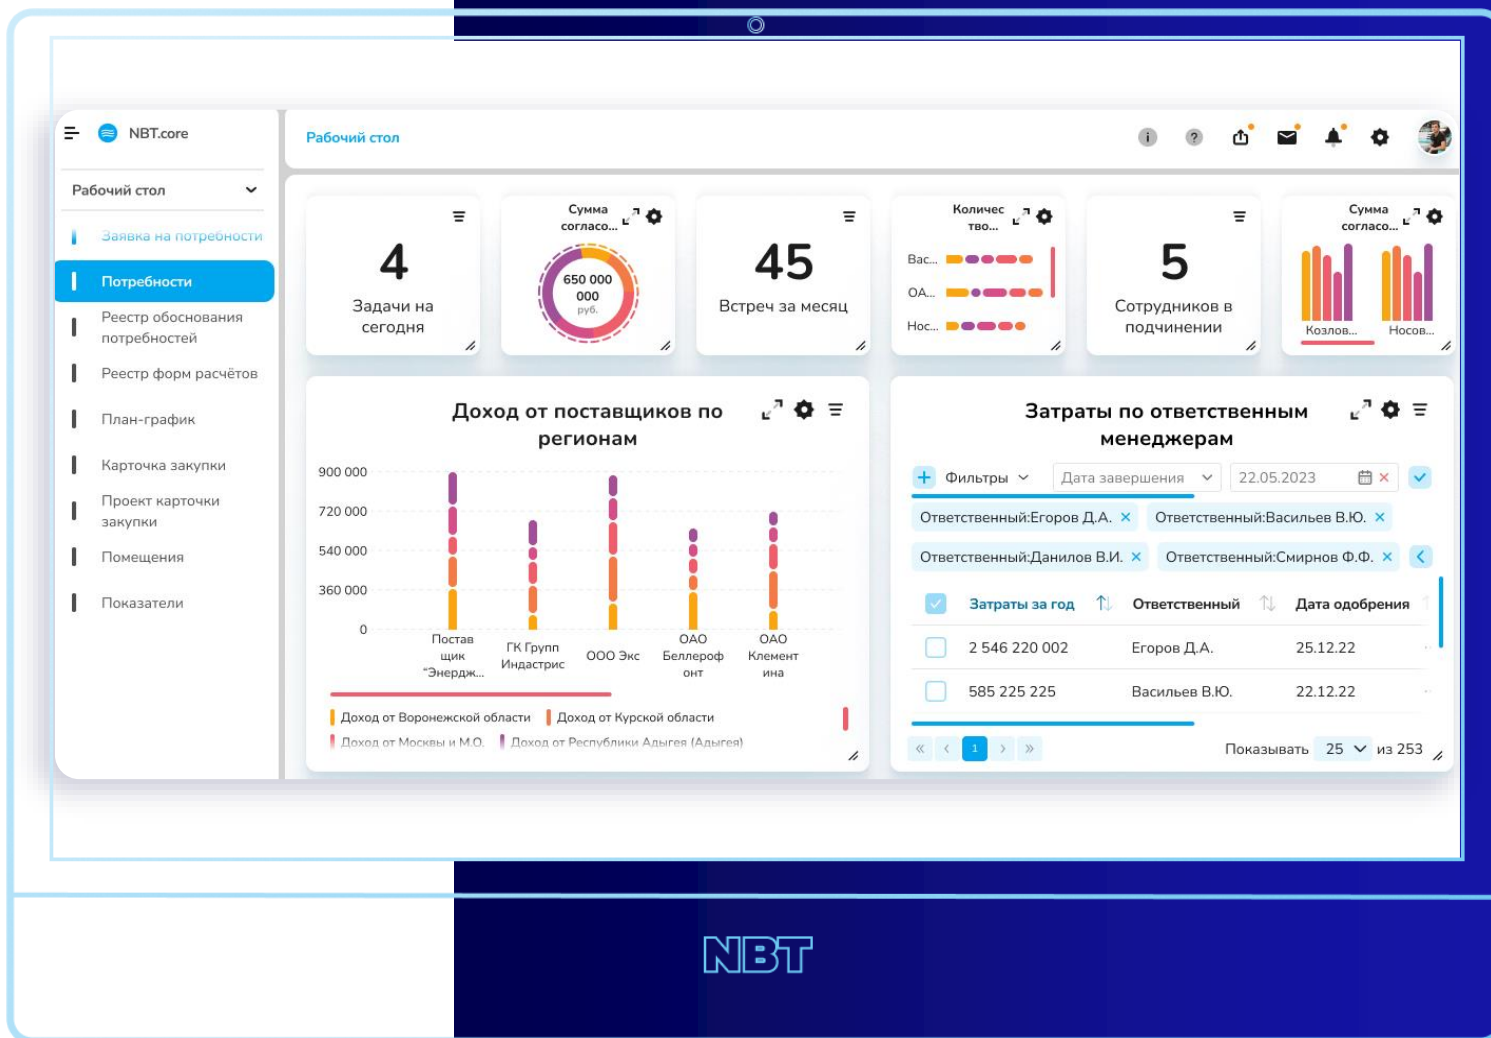 NBT.core
Рабочий стол
Рабочий стол
Заявка на потребности
Потребности
Реестр обоснования
потребностей
Реестр форм расчётов
План-график
Карточка закупки
Проект карточки
закупки
Помещения
Показатели
4
Задачи на
сегодня
Сумма
согласо...
650 000
000
руб.
45
Встреч за месяц
Количес
тво...
Вас...
ОА...
Нос...
5
Сотрудников в
подчинении
Сумма
согласо...
Козлов...
Носов...
Доход от поставщиков по
регионам
900 000
720 000
540 000
360 000
0
Постав
щик
"Энердж...
ГК Групп
Индастрис
ООО Экс
ОАО
Беллероф
онт
ОАО
Клемент
ина
Доход от Воронежской области
Доход от Курской области
Доход от Москвы и М.О.
Доход от Республики Адыгея (Адыгея)
Затраты по ответственным
менеджерам
Фильтры
Дата завершения
22.05.2023
Ответственный:Егоров Д.А.
Ответственный:Васильев В.Ю.
Ответственный:Данилов В.И.
Ответственный:Смирнов Ф.Ф.
Затраты за год Ответственный Дата одобрения
2 546 220 002 Егоров Д.А. 25.12.22
585 225 225 Васильев В.Ю. 22.12.22
« ‹ 1 › »
Показывать 25 из 253
NBT